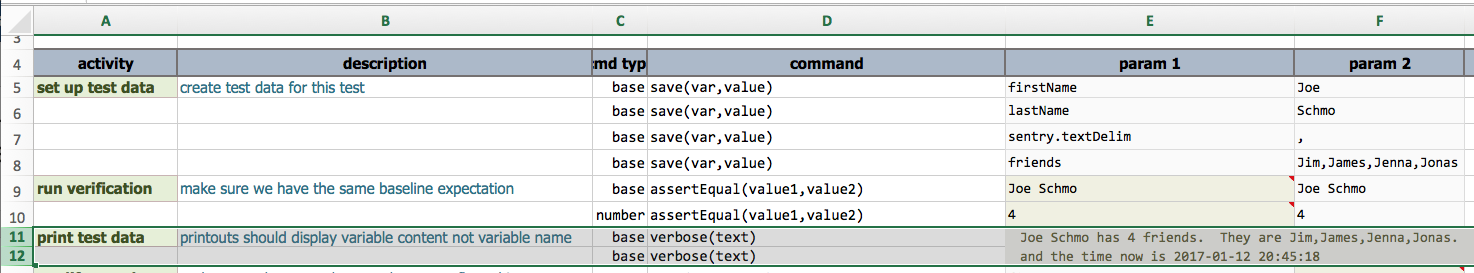 A B C D E F
3
4 activity description md typ command param 1 param 2
5 set up test data create test data for this test base save(var,value) firstName Joe
6 base save(var,value) lastName Schmo
7 base save(var,value) sentry.textDelim ,
8 base save(var,value) friends Jim,James,Jenna,Jonas
9 run verification make sure we have the same baseline expectation base assertEqual(value1,value2) Joe Schmo Joe Schmo
10 number assertEqual(value1,value2) 4 4
11 print test data printouts should display variable content not variable name base verbose(text) Joe Schmo has 4 friends. They are Jim,James,Jenna,Jonas.
12 base verbose(text) and the time now is 2017-01-12 20:45:18